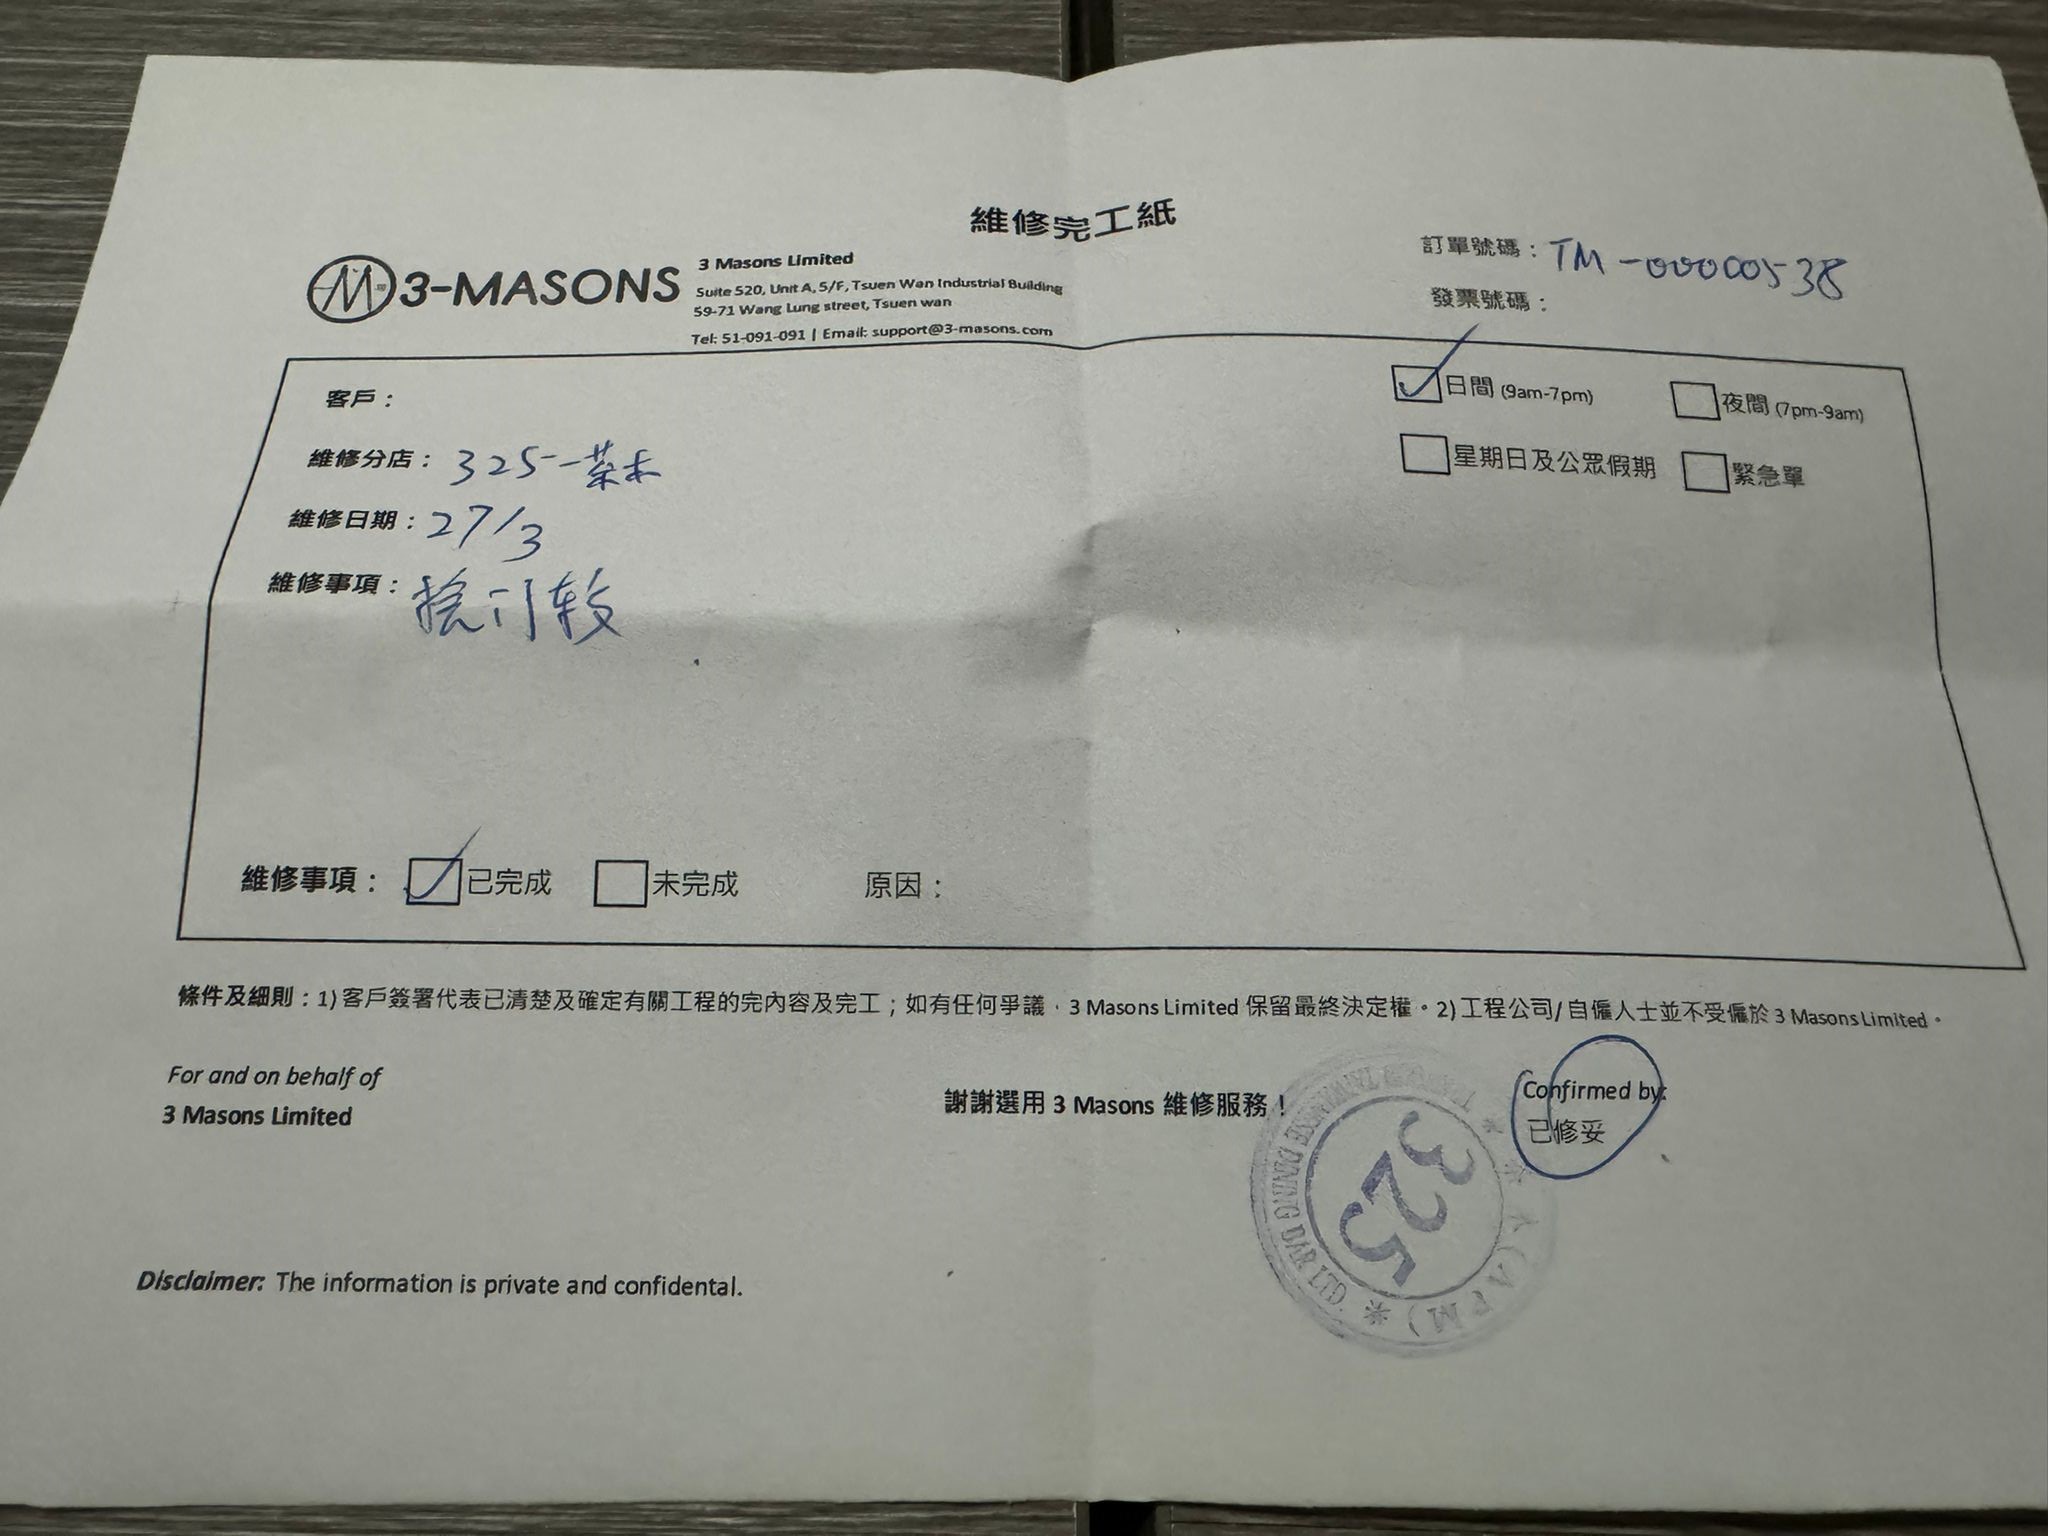 維修完工紙
3-MASONS
3 Masons Limited
Suite 520, Unit A, 5/F, Tsuen Wan Industrial Building
59-71 Wang Lung street, Tsuen wan
Tel: 51-091-091 | Email: support@3-masons.com
訂單號碼：TM-00000538
發票號碼：
客戶：
日間 (9am-7pm) 夜間 (7pm-9am)
維修分店：325-一菜
星期日及公眾假期 緊急單
維修日期：27/3
維修事項：門較
維修事項： 已完成 未完成 原因：
條件及細則：1) 客戶簽署代表已清楚及確定有關工程的完內容及完工；如有任何爭議，3 Masons Limited 保留最終決定權。2) 工程公司/ 自僱人士並不受僱於 3 Masons Limited。
For and on behalf of
3 Masons Limited
謝謝選用 3 Masons 維修服務！
Confirmed by:
已修妥
325
DINING BAR LTD.
Disclaimer: The information is private and confidental.